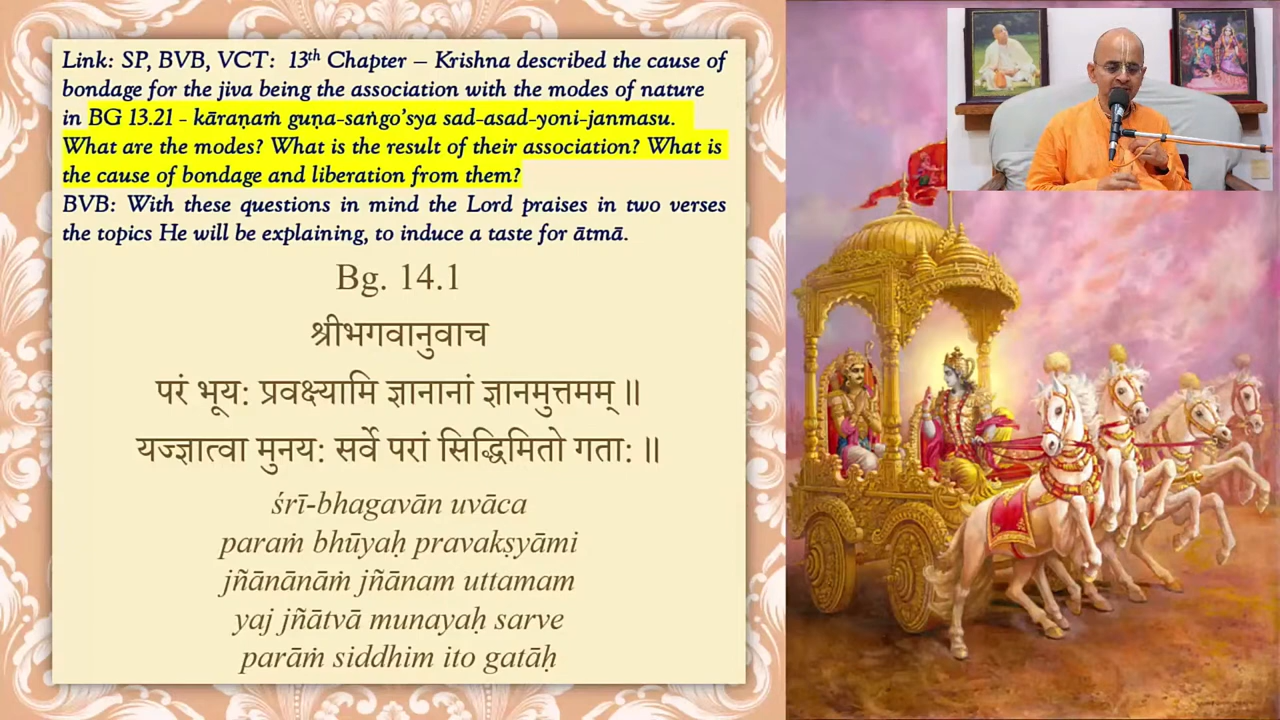 Link: SP, BVB, VCT: 13th Chapter – Krishna described the cause of
bondage for the jiva being the association with the modes of nature
in BG 13.21 - kāraṇaṁ guṇa-saṅgo’sya sad-asad-yoni-janmasu.
What are the modes? What is the result of their association? What is
the cause of bondage and liberation from them?
BVB: With these questions in mind the Lord praises in two verses
the topics He will be explaining, to induce a taste for ātmā.
Bg. 14.1
श्रीभगवानुवाच
परं भूय: प्रवक्ष्यामि ज्ञानानां ज्ञानमुत्तमम् ॥
यज्ज्ञात्वा मुनय: सर्वे परां सिद्धिमितो गता: ॥
śrī-bhagavān uvāca
paraṁ bhūyaḥ pravakṣyāmi
jñānānāṁ jñānam uttamam
yaj jñātvā munayaḥ sarve
parāṁ siddhim ito gatāḥ